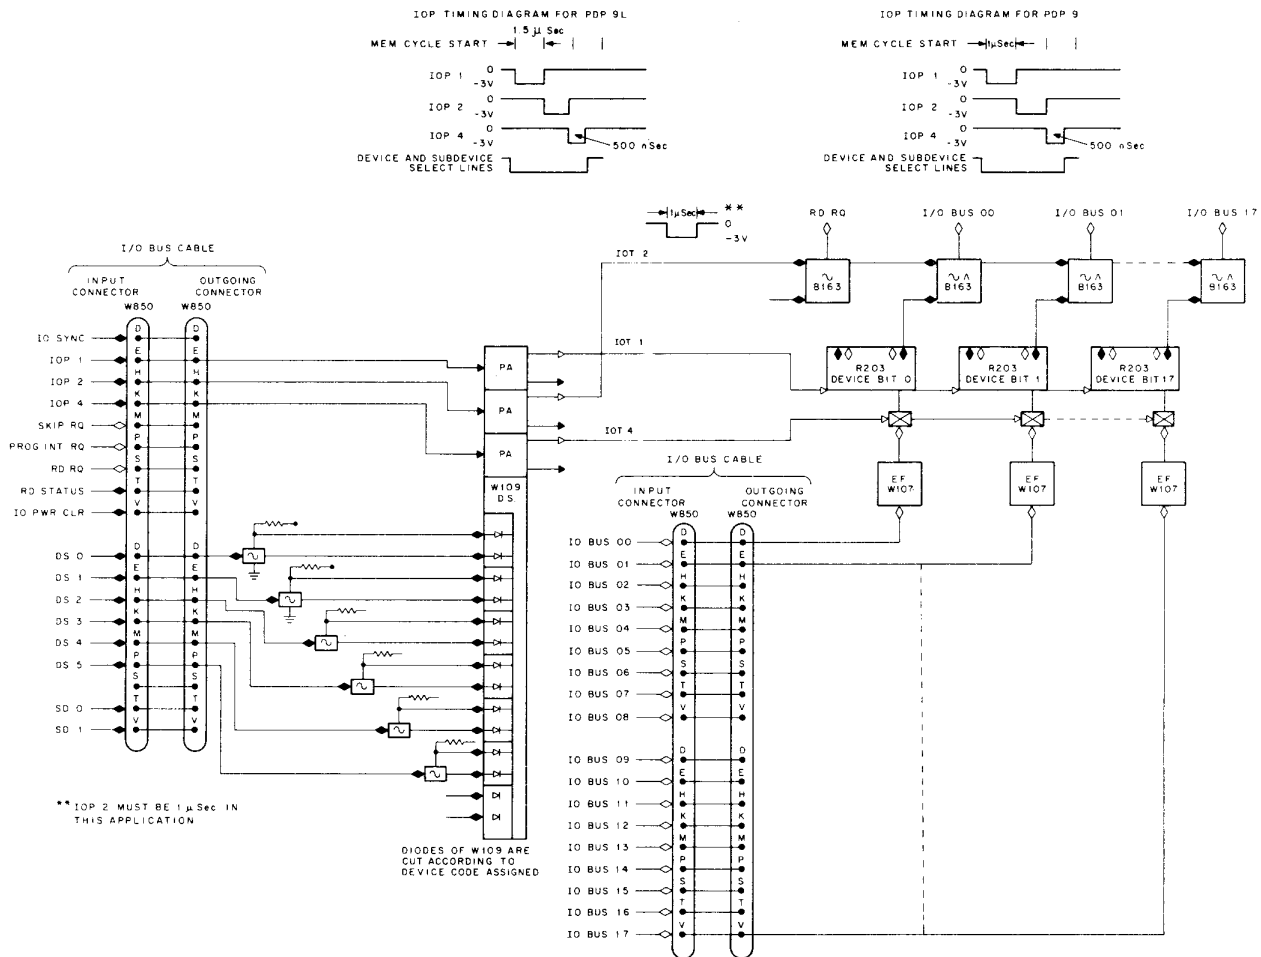 IOP TIMING DIAGRAM FOR PDP 9L
1.5 µ Sec
MEM CYCLE START
IOP 1
0
-3V
IOP 2
0
-3V
IOP 4
0
-3V
500 nSec
DEVICE AND SUBDEVICE
SELECT LINES
IOP TIMING DIAGRAM FOR PDP 9
1µSec
MEM CYCLE START
IOP 1
0
-3V
IOP 2
0
-3V
IOP 4
0
-3V
500 nSec
DEVICE AND SUBDEVICE
SELECT LINES
1µSec
**
0
-3V
RD RQ
I/O BUS 00
I/O BUS 01
I/O BUS 17
IOT 2
B163
B163
B163
B163
I/O BUS CABLE
INPUT
CONNECTOR
OUTGOING
CONNECTOR
W850
W850
IO SYNC
IOP 1
IOP 2
IOP 4
SKIP RQ
PROG INT RQ
RD RQ
RD STATUS
IO PWR CLR
D
E
H
K
M
P
S
T
V
D
E
H
K
M
P
S
T
V
DS 0
DS 1
DS 2
DS 3
DS 4
DS 5
SD 0
SD 1
D
E
H
K
M
P
S
T
V
D
E
H
K
M
P
S
T
V
PA
PA
PA
W109
D.S.
IOT 1
R203
DEVICE BIT 0
R203
DEVICE BIT 1
R203
DEVICE BIT 17
IOT 4
EF
W107
EF
W107
EF
W107
** IOP 2 MUST BE 1 µ Sec IN
THIS APPLICATION
DIODES OF W109 ARE
CUT ACCORDING TO
DEVICE CODE ASSIGNED
I/O BUS CABLE
INPUT
CONNECTOR
OUTGOING
CONNECTOR
W850
W850
IO BUS 00
IO BUS 01
IO BUS 02
IO BUS 03
IO BUS 04
IO BUS 05
IO BUS 06
IO BUS 07
IO BUS 08
D
E
H
K
M
P
S
T
V
D
E
H
K
M
P
S
T
V
IO BUS 09
IO BUS 10
IO BUS 11
IO BUS 12
IO BUS 13
IO BUS 14
IO BUS 15
IO BUS 16
IO BUS 17
D
E
H
K
M
P
S
T
V
D
E
H
K
M
P
S
T
V